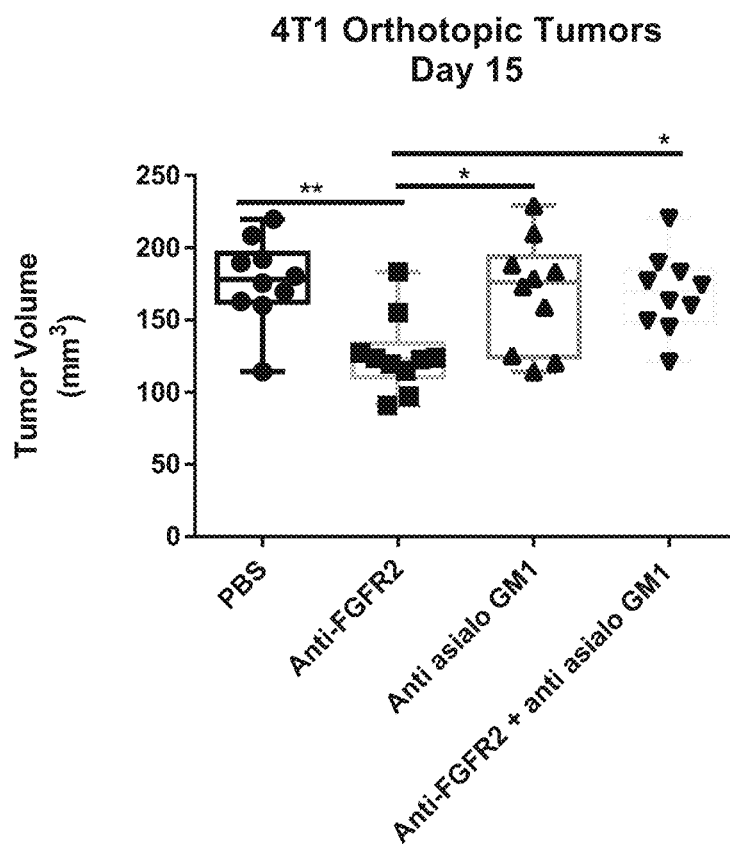 4T1 Orthotopic Tumors
Day 15
*
**
*
250
200
150
100
50
0
Tumor Volume
(mm³)
PBS
Anti-FGFR2
Anti asialo GM1
Anti-FGFR2 + anti asialo GM1